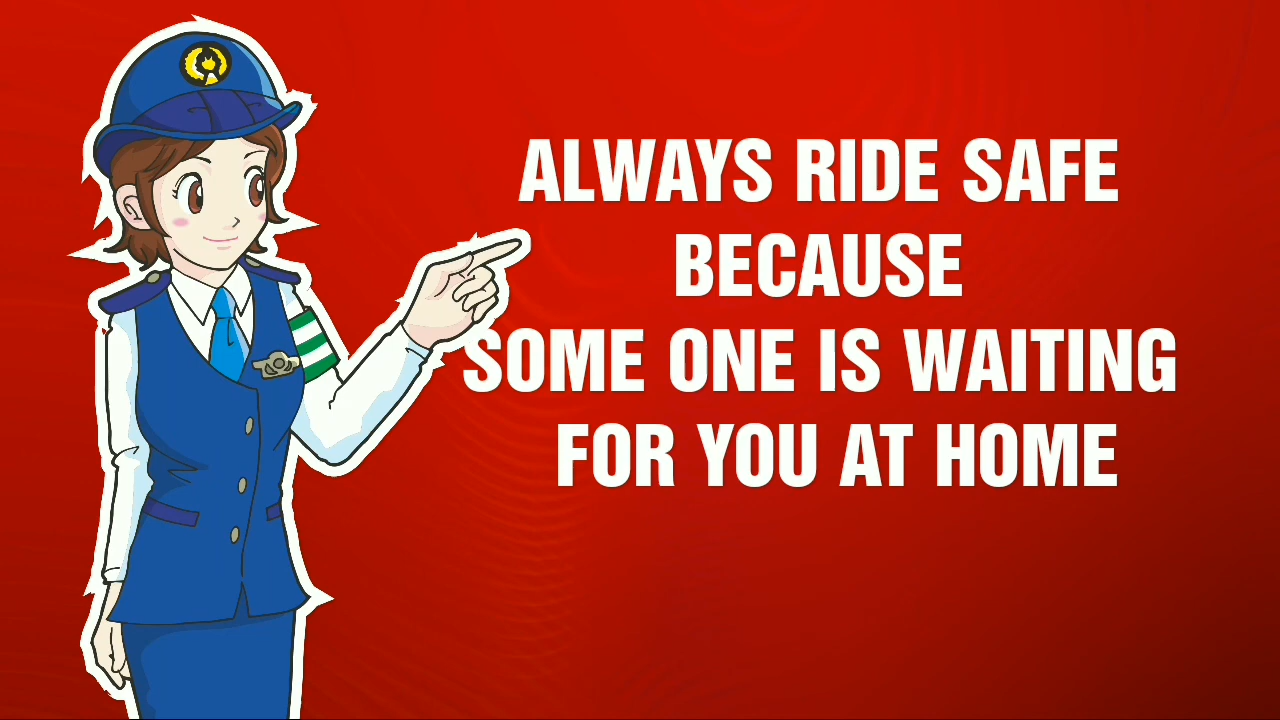 ALWAYS RIDE SAFE
BECAUSE
SOME ONE IS WAITING
FOR YOU AT HOME